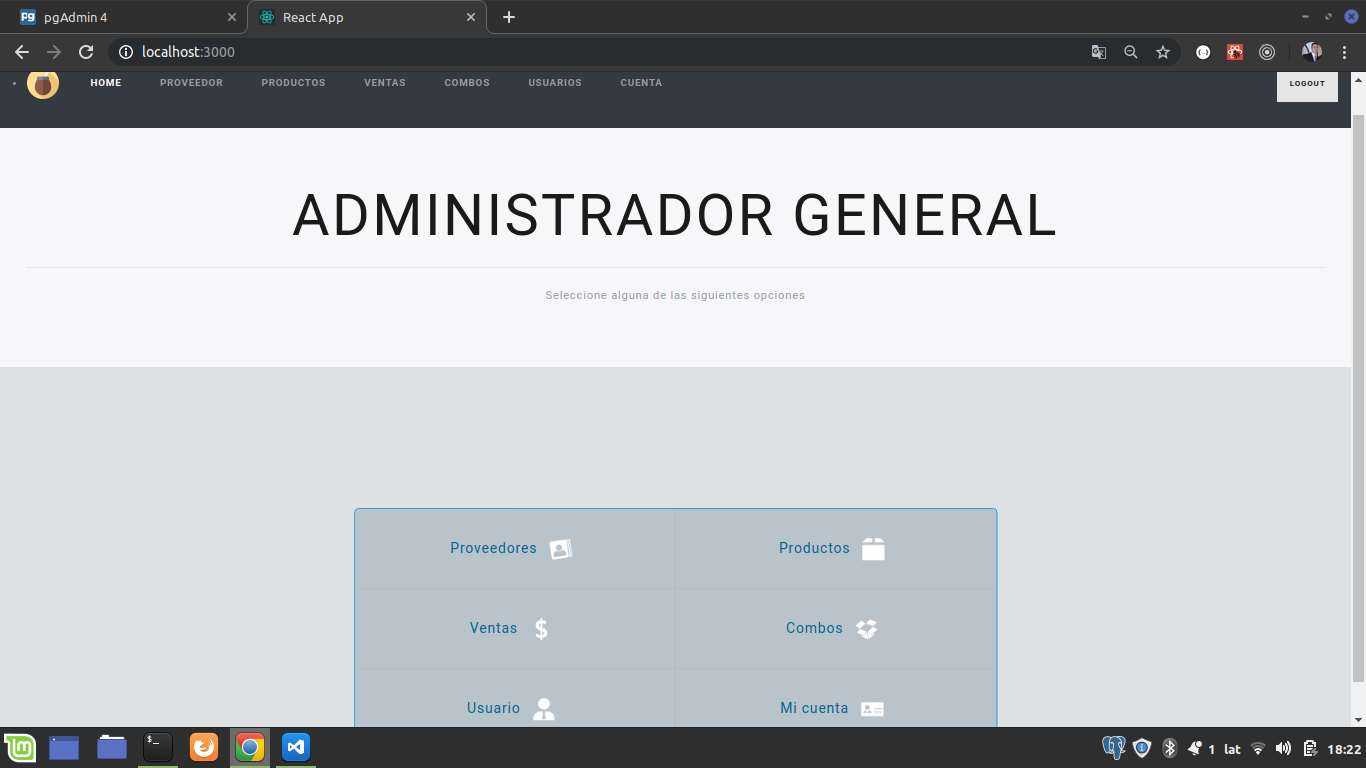 pgAdmin 4
React App
localhost:3000
HOME PROVEEDOR PRODUCTOS VENTAS COMBOS USUARIOS CUENTA LOGOUT
ADMINISTRADOR GENERAL
Seleccione alguna de las siguientes opciones
Proveedores
Productos
Ventas
Combos
Usuario
Mi cuenta
1 lat 18:22